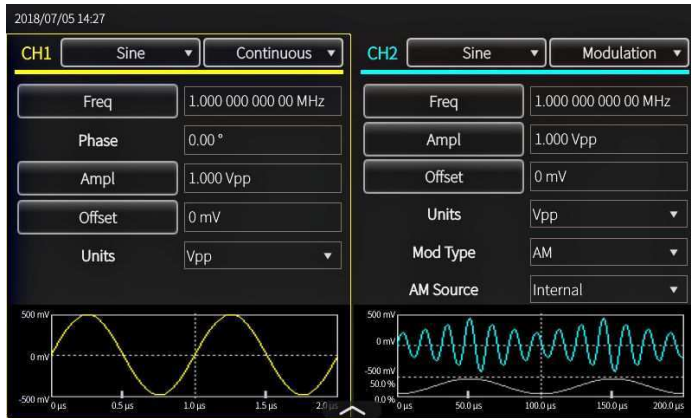 2018/07/05 14:27
CH1 Sine Continuous
Freq 1.000 000 000 00 MHz
Phase 0.00 °
Ampl 1.000 Vpp
Offset 0 mV
Units Vpp
500 mV
0 mV
-500 mV
0 μs 0.5 μs 1.0 μs 1.5 μs 2.0 μs
CH2 Sine Modulation
Freq 1.000 000 000 00 MHz
Ampl 1.000 Vpp
Offset 0 mV
Units Vpp
Mod Type AM
AM Source Internal
500 mV
0 mV
-500 mV
50.0 %
0.0 %
0 μs 50.0 μs 100.0 μs 150.0 μs 200.0 μs